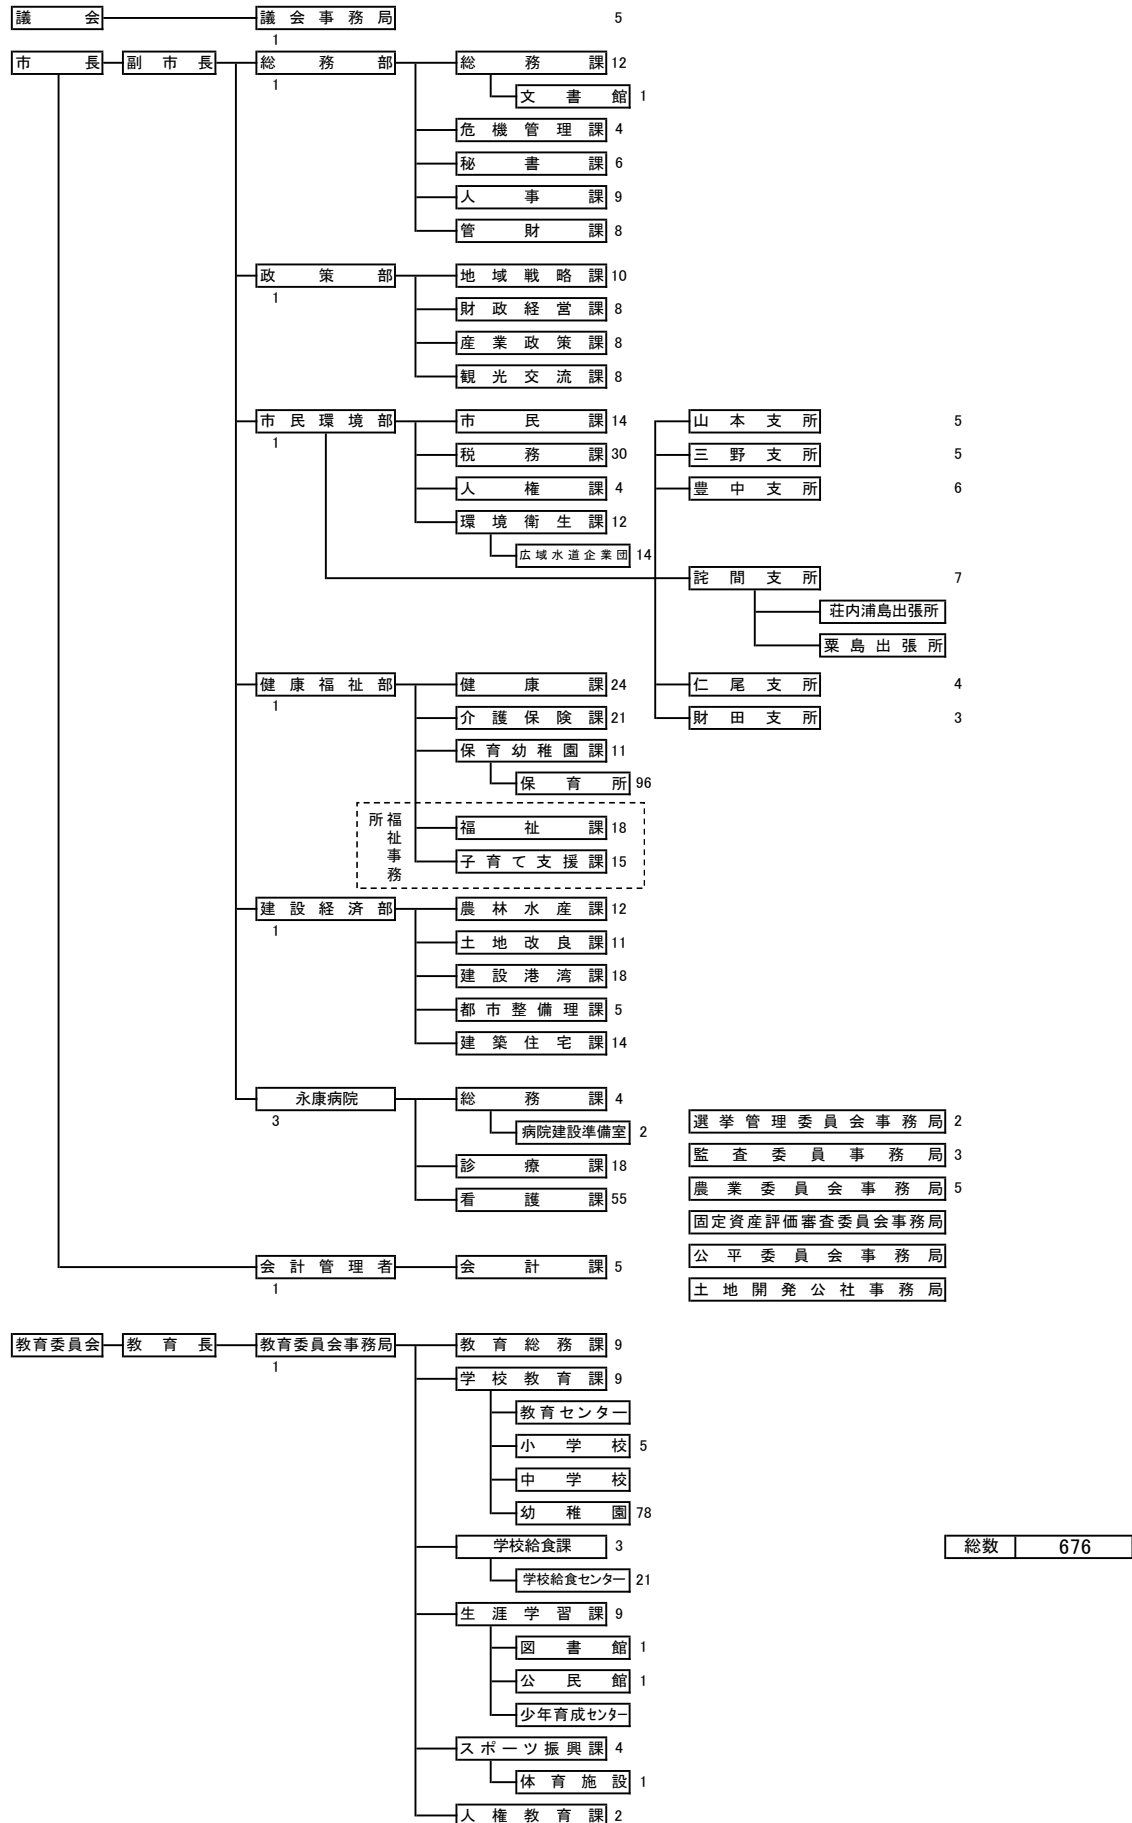 議会 議会事務局 5
1
市長 副市長 総務部 総務課 12
1
文書館 1
危機管理課 4
秘書課 6
人事課 9
管財課 8
政策部 地域戦略課 10
1
財政経営課 8
産業政策課 8
観光交流課 8
市民環境部 市民課 14 山本支所 5
1
税務課 30 三野支所 5
人権課 4 豊中支所 6
環境衛生課 12
広域水道企業団 14
詫間支所 7
荘内浦島出張所
粟島出張所
健康福祉部 健康課 24 仁尾支所 4
1
介護保険課 21 財田支所 3
保育幼稚園課 11
保育所 96
福祉事務所
福祉課 18
子育て支援課 15
建設経済部 農林水産課 12
1
土地改良課 11
建設港湾課 18
都市整備理課 5
建築住宅課 14
永康病院 総務課 4
3
病院建設準備室 2
診療課 18
看護課 55
選挙管理委員会事務局 2
監査委員事務局 3
農業委員会事務局 5
固定資産評価審査委員会事務局
公平委員会事務局
土地開発公社事務局
会計管理者 会計課 5
1
教育委員会 教育長 教育委員会事務局 教育総務課 9
1
学校教育課 9
教育センター
小学校 5
中学校
幼稚園 78
学校給食課 3
総数 676
学校給食センター 21
生涯学習課 9
図書館 1
公民館 1
少年育成センター
スポーツ振興課 4
体育施設 1
人権教育課 2